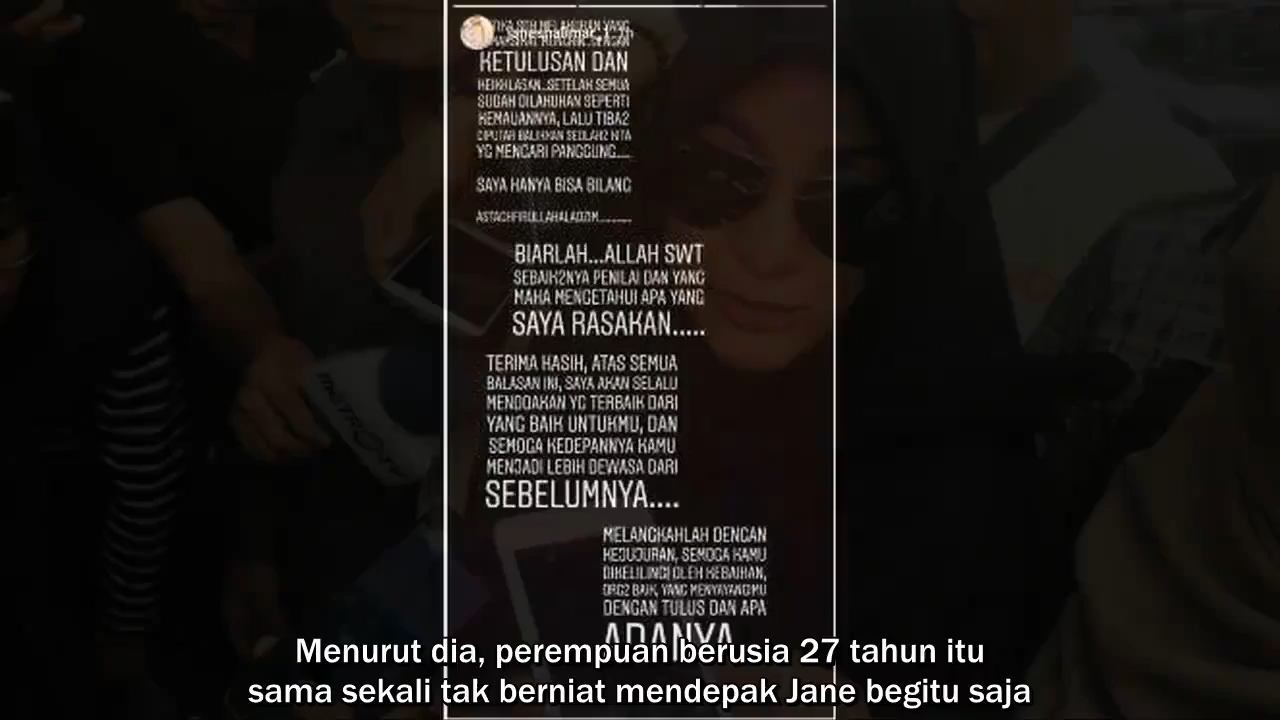 KETULUSAN DAN
KEIKHLASAN..SETELAH SEMUA
SUDAH DILAKUKAN SEPERTI
KEMAUANNYA, LALU TIBA2
DIPUTAR BALIKKAN SEOLAH2 KITA
YG MENCARI PANGGUNG.....
SAYA HANYA BISA BILANG
ASTAGHFIRULLAHALADZIM...........
BIARLAH...ALLAH SWT
SEBAIK2NYA PENILAI DAN YANG
MAHA MENGETAHUI APA YANG
SAYA RASAKAN.....
TERIMA KASIH, ATAS SEMUA
BALASAN INI, SAYA AKAN SELALU
MENDOAKAN YG TERBAIK DARI
YANG BAIK UNTUKMU, DAN
SEMOGA KEDEPANNYA KAMU
MENJADI LEBIH DEWASA DARI
SEBELUMNYA....
MELANGKAHLAH DENGAN
KEJUJURAN, SEMOGA KAMU
DIKELILINGI OLEH KEBAIKAN,
ORG2 BAIK, YANG MENYAYANGIMU
DENGAN TULUS DAN APA
ADANYA
Menurut dia, perempuan berusia 27 tahun itu
sama sekali tak berniat mendepak Jane begitu saja